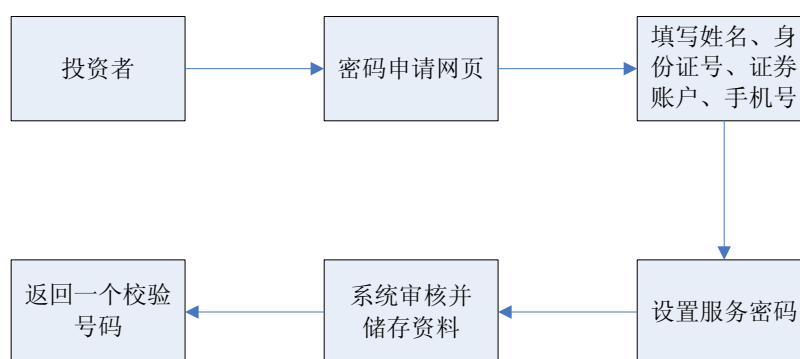 投资者
密码申请网页
填写姓名、身
份证号、证券
账户、手机号
设置服务密码
系统审核并
储存资料
返回一个校验
号码